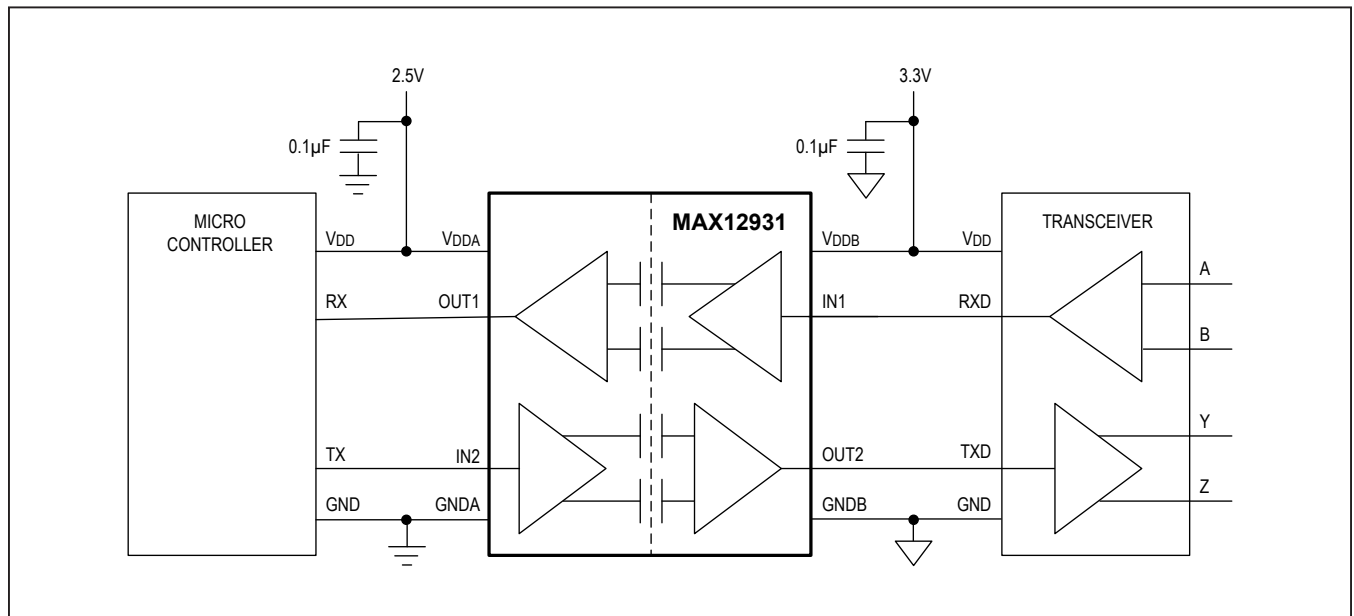 2.5V
3.3V
0.1µF
0.1µF
MICRO
CONTROLLER
MAX12931
TRANSCEIVER
VDD
VDDA
VDDB
VDD
A
RX
OUT1
IN1
RXD
B
Y
TX
IN2
OUT2
TXD
Z
GND
GNDA
GNDB
GND